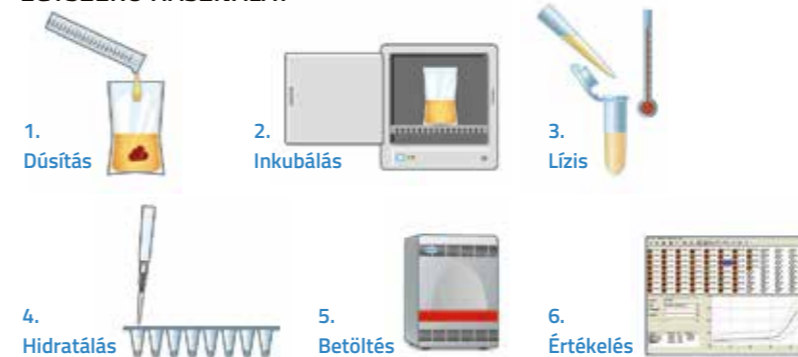 1.
Dúsítás
2.
Inkubálás
3.
Lízis
4.
Hidratálás
5.
Betöltés
6.
Értékelés